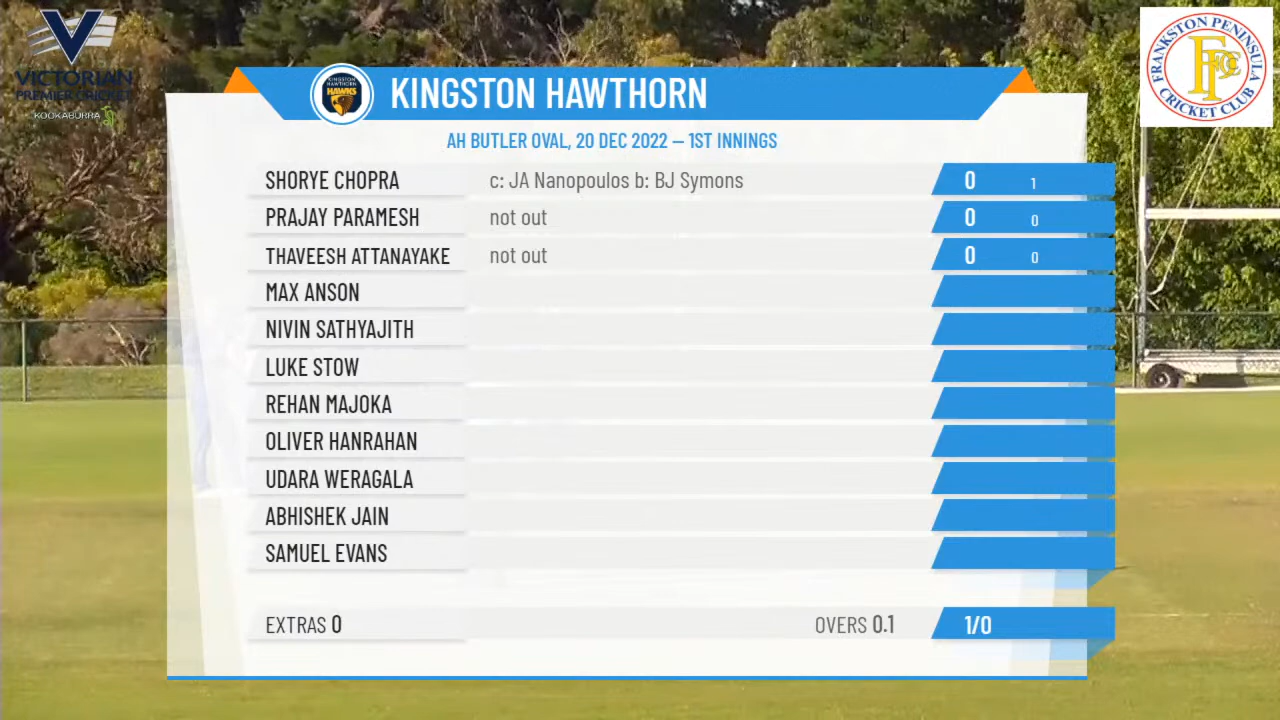 VICTORIAN
PREMIER CRICKET
KOOKABURRA
KINGSTON HAWTHORN
HAWKS
KINGSTON HAWTHORN
FRANKSTON PENINSULA
CRICKET CLUB
AH BUTLER OVAL, 20 DEC 2022 – 1ST INNINGS
SHORYE CHOPRA c: JA Nanopoulos b: BJ Symons 0 1
PRAJAY PARAMESH not out 0 0
THAVEESH ATTANAYAKE not out 0 0
MAX ANSON
NIVIN SATHYAJITH
LUKE STOW
REHAN MAJOKA
OLIVER HANRAHAN
UDARA WERAGALA
ABHISHEK JAIN
SAMUEL EVANS
EXTRAS 0 OVERS 0.1 1/0